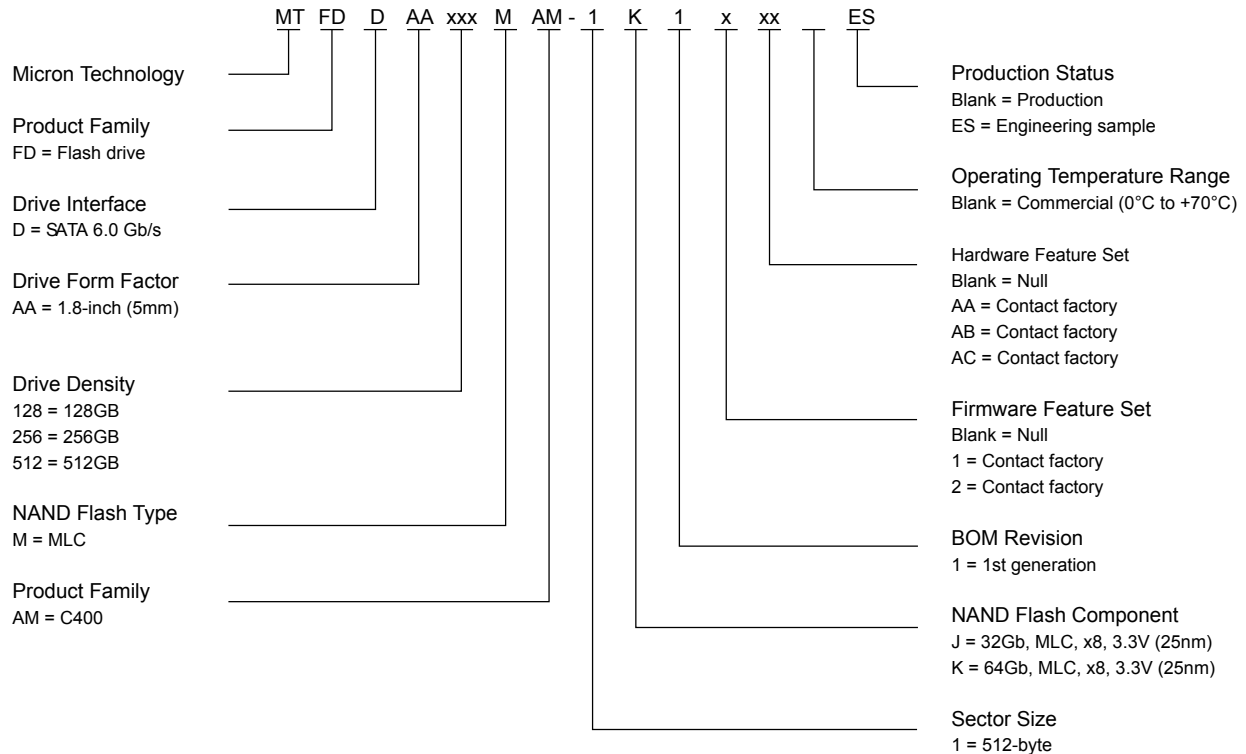 MT FD D AA xxx M AM - 1 K 1 x xx ES
Micron Technology
Product Family
FD = Flash drive
Drive Interface
D = SATA 6.0 Gb/s
Drive Form Factor
AA = 1.8-inch (5mm)
Drive Density
128 = 128GB
256 = 256GB
512 = 512GB
NAND Flash Type
M = MLC
Product Family
AM = C400
Production Status
Blank = Production
ES = Engineering sample
Operating Temperature Range
Blank = Commercial (0°C to +70°C)
Hardware Feature Set
Blank = Null
AA = Contact factory
AB = Contact factory
AC = Contact factory
Firmware Feature Set
Blank = Null
1 = Contact factory
2 = Contact factory
BOM Revision
1 = 1st generation
NAND Flash Component
J = 32Gb, MLC, x8, 3.3V (25nm)
K = 64Gb, MLC, x8, 3.3V (25nm)
Sector Size
1 = 512-byte